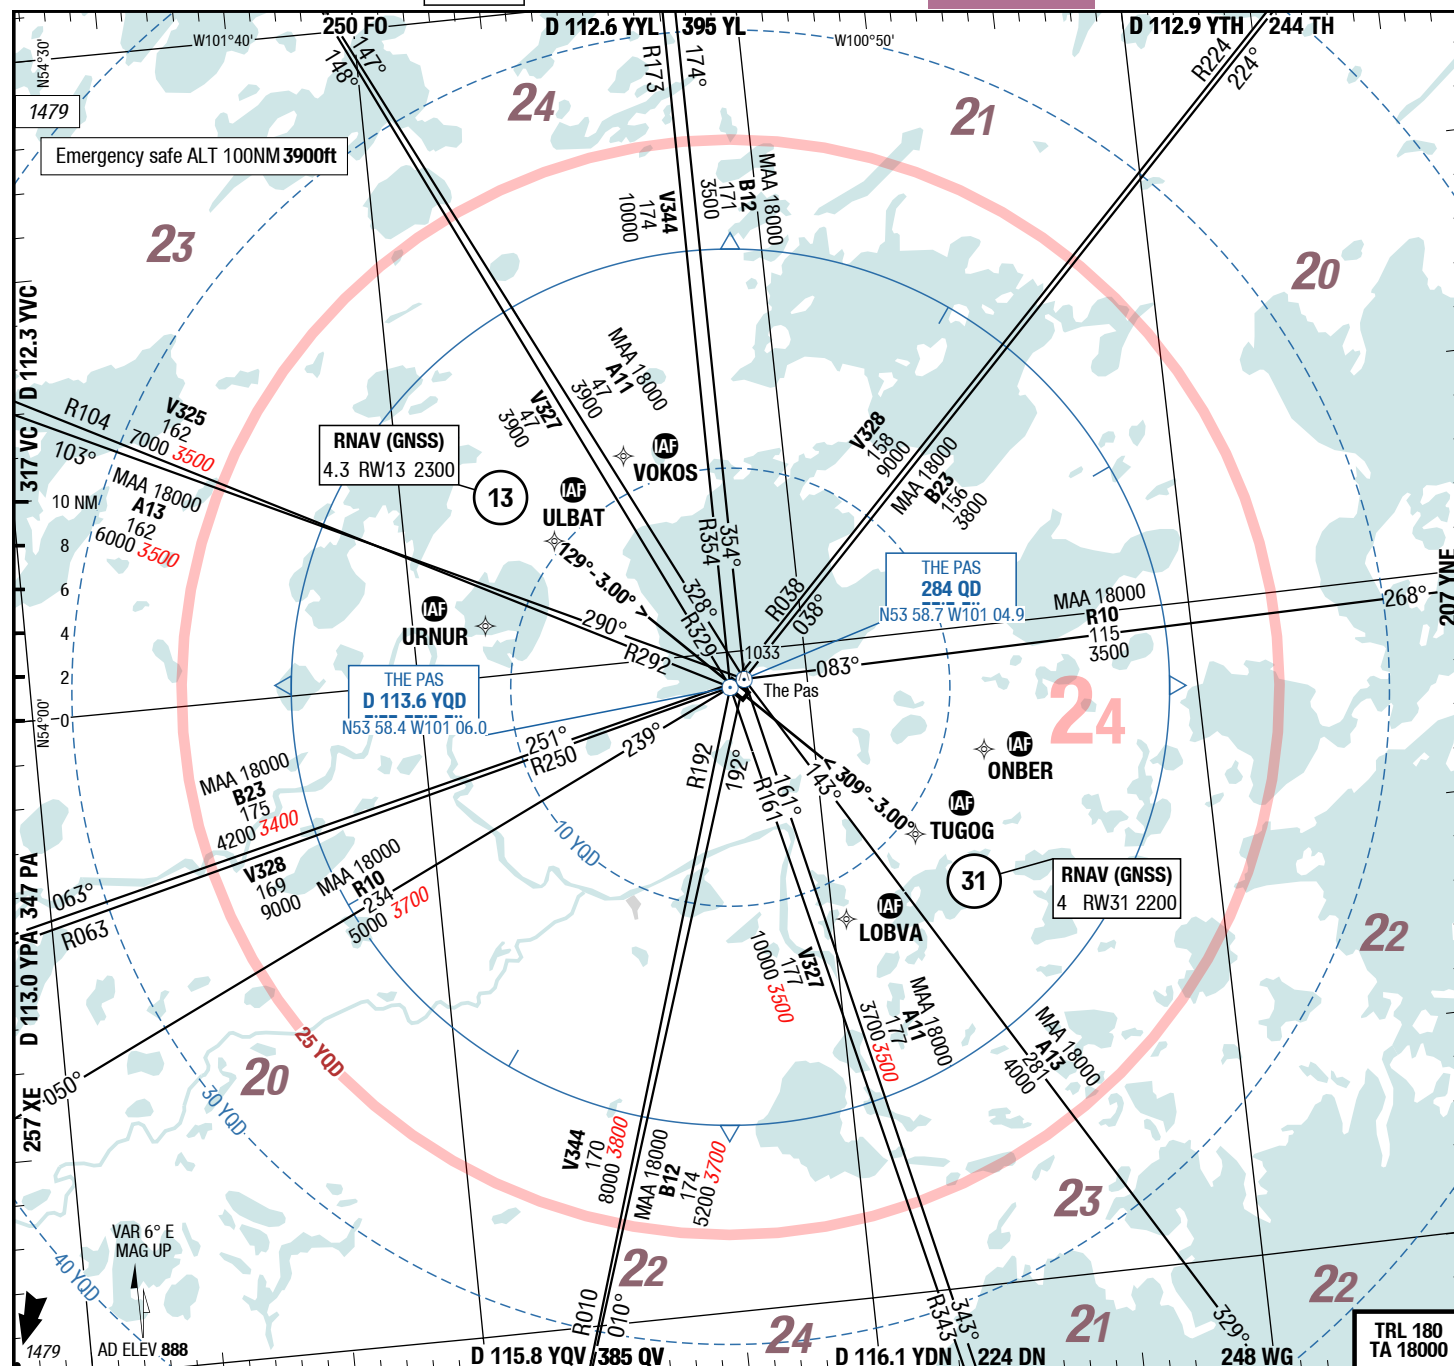 250 FO
D 112.6 YYL
395 YL
D 112.9 YTH
244 TH
W101°40'
W100°50'
N54°30'
147°
148°
R173
174°
R224
224°
1479
24
21
Emergency safe ALT 100NM 3900ft
23
20
V344
174
10000
MAA 18000
B12
171
3500
D 112.3 YVC
317 VC
R104
103°
V325
162
7000 3500
MAA 18000
A13
162
6000 3500
MAA 18000
A11
47
3900
V327
47
3900
V328
158
9000
MAA 18000
B23
156
3800
RNAV (GNSS)
4.3 RW13 2300
13
IAF
VOKOS
IAF
ULBAT
129° - 3.00° >
IAF
URNUR
10 NM
8
6
4
2
0
N54°00'
R354
354°
328°
R329
R038
038°
290°
R292
THE PAS
284 QD
N53 58.7 W101 04.9
MAA 18000
R10
115
3500
268°
207 YNE
1033
083°
The Pas
THE PAS
D 113.6 YQD
N53 58.4 W101 06.0
24
251°
R250
239°
R192
192°
R161
161°
143°
< 309° - 3.00°
IAF
ONBER
IAF
TUGOG
31
RNAV (GNSS)
4 RW31 2200
IAF
LOBVA
10 YQD
MAA 18000
B23
175
4200 3400
V328
169
9000
MAA 18000
R10
234
5000 3700
063°
R063
D 113.0 YPA
347 PA
22
V327
177
10000 3500
MAA 18000
A11
177
3700 3500
MAA 18000
A13
281
4000
050°
257 XE
25 YQD
20
30 YQD
V344
170
8000 3800
MAA 18000
B12
174
5200 3700
23
VAR 6° E
MAG UP
40 YQD
22
22
24
21
R010
010°
R343
343°
329°
1479
AD ELEV 888
D 115.8 YQV
385 QV
D 116.1 YDN
224 DN
248 WG
TRL 180
TA 18000